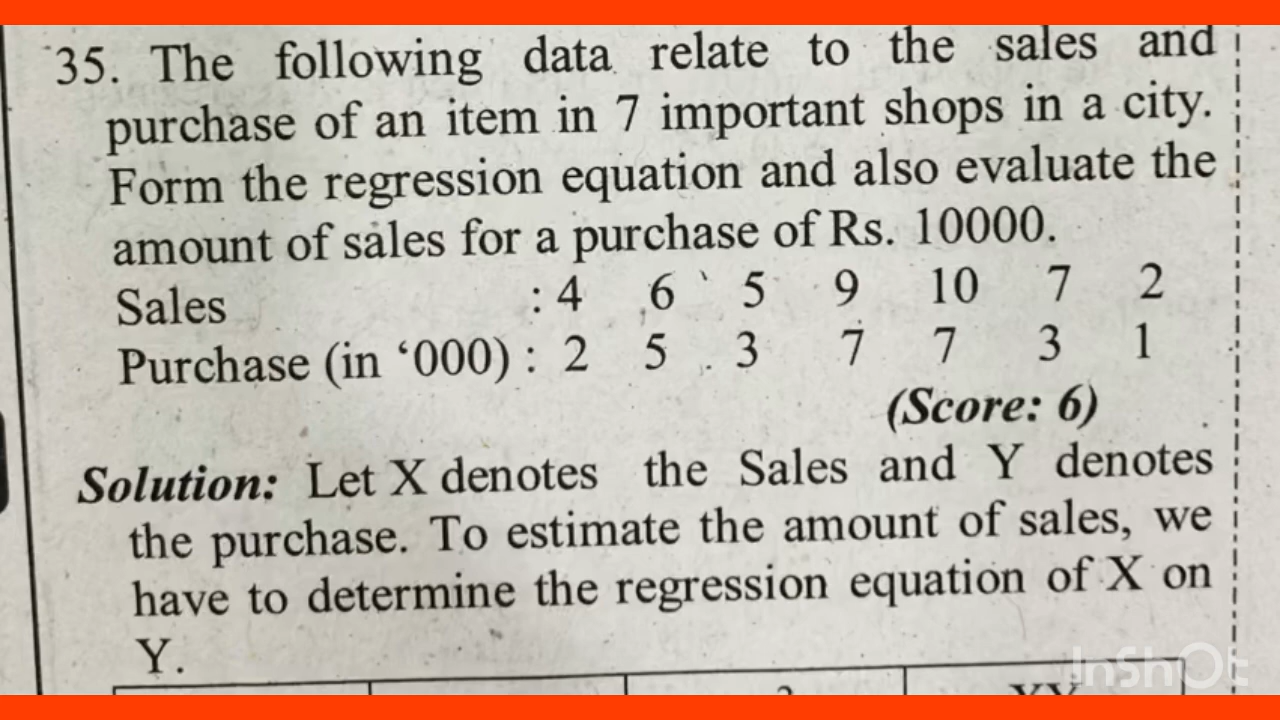 35. The following data relate to the sales and
purchase of an item in 7 important shops in a city.
Form the regression equation and also evaluate the
amount of sales for a purchase of Rs. 10000.
Sales : 4 6 5 9 10 7 2
Purchase (in ‘000) : 2 5 3 7 7 3 1
(Score: 6)
Solution: Let X denotes the Sales and Y denotes
the purchase. To estimate the amount of sales, we
have to determine the regression equation of X on
Y.
InShOt